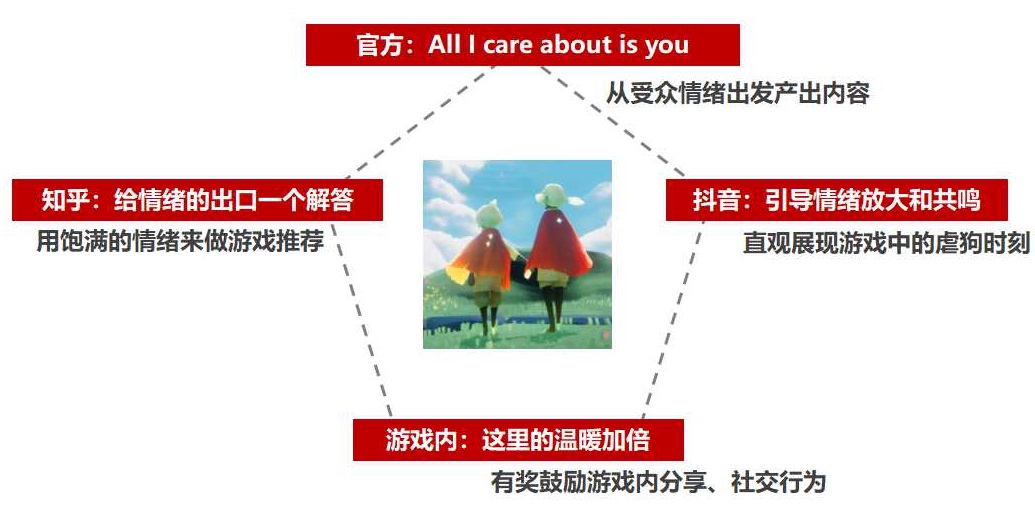 官方：All I care about is you
从受众情绪出发产出内容
知乎：给情绪的出口一个解答
用饱满的情绪来做游戏推荐
抖音：引导情绪放大和共鸣
直观展现游戏中的虐狗时刻
游戏内：这里的温暖加倍
有奖鼓励游戏内分享、社交行为